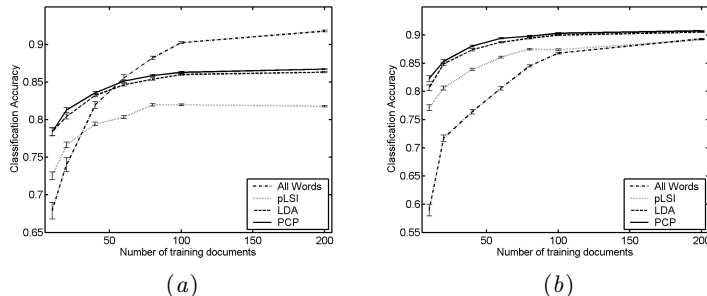 0.9
0.85
0.8
0.75
0.7
0.65
Classification Accuracy
50
100
150
200
Number of training documents
All Words
pLSI
LDA
PCP
(a)
0.9
0.85
0.8
0.75
0.7
0.65
0.6
0.55
Classification Accuracy
50
100
150
200
Number of training documents
All Words
pLSI
LDA
PCP
(b)